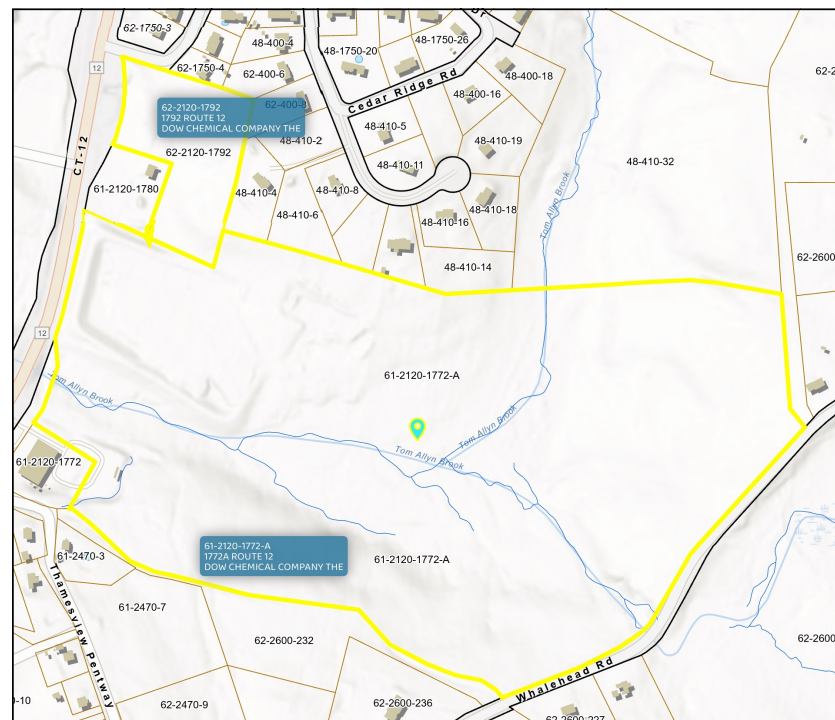 62-1750-3
48-400-4
48-1750-20
48-1750-26
12
62-1750-4
62-400-6
48-400-18
62-2
Cedar Ridge Rd
48-400-16
62-2120-1792
1792 ROUTE 12
DOW CHEMICAL COMPANY THE
62-400-8
48-410-5
CT-12
48-410-2
48-410-19
62-2120-1792
48-410-11
48-410-32
61-2120-1780
48-410-4
48-410-8
48-410-6
48-410-16
48-410-18
Tom Allyn Brook
62-2600
48-410-14
12
61-2120-1772-A
Tom Allyn Brook
Tom Allyn Brook
Tom Allyn Brook
61-2120-1772
61-2120-1772-A
1772A ROUTE 12
DOW CHEMICAL COMPANY THE
61-2470-3
61-2120-1772-A
Thamesview Pentway
61-2470-7
62-2600-232
62-2600
Whalehead Rd
)-10
62-2470-9
62-2600-236
62-2600-227